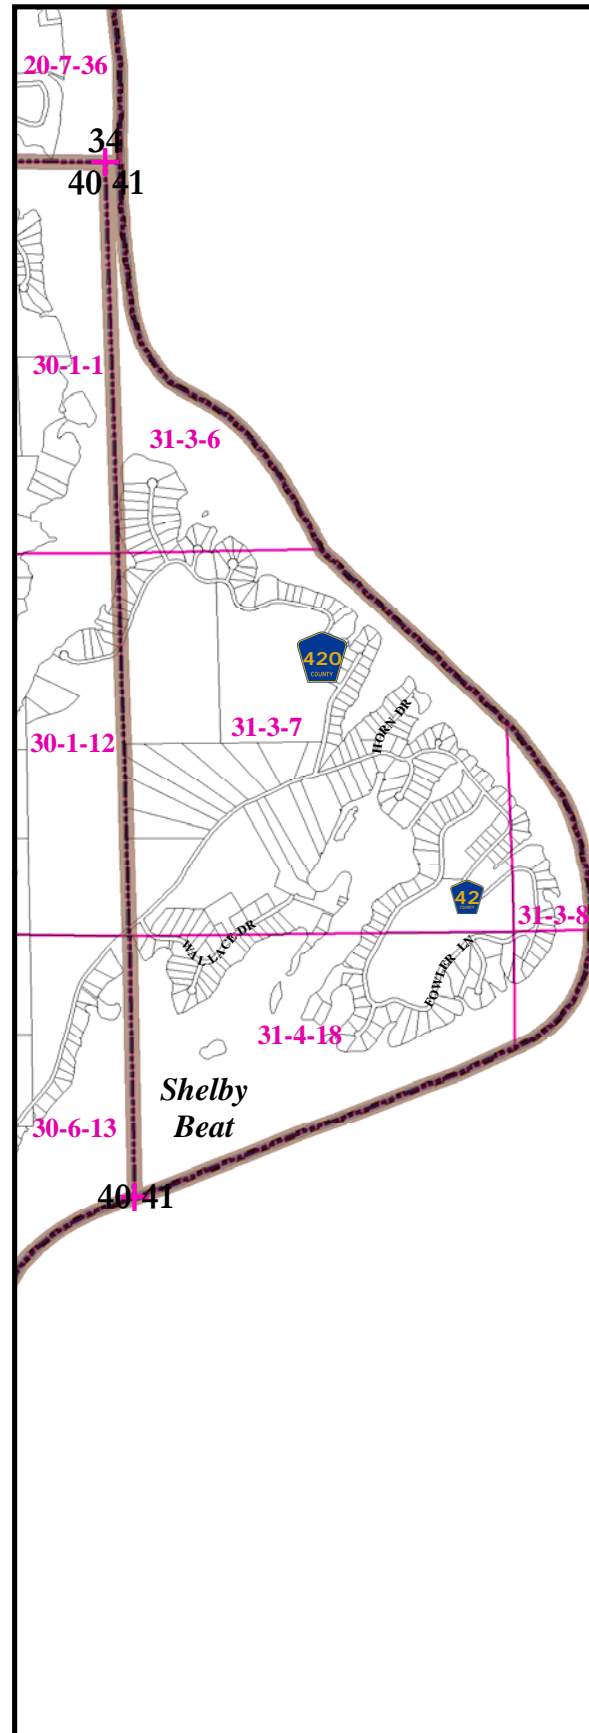 20-7-36
34
40 41
30-1-1
31-3-6
420
COUNTY
HORN DR
31-3-7
30-1-12
42
COUNTY
31-3-8
WALLACE DR
FOWLER LN
31-4-18
Shelby
Beat
30-6-13
40 41